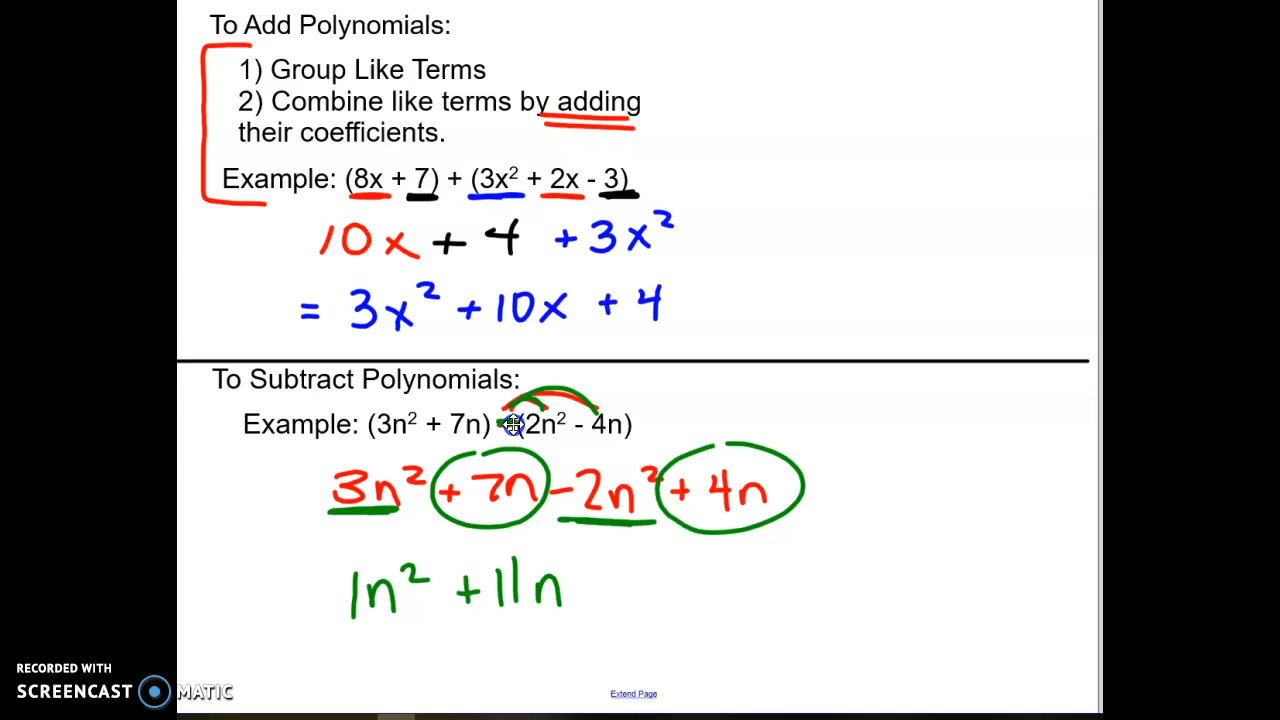 To Add Polynomials:
1) Group Like Terms
2) Combine like terms by adding
their coefficients.
Example: (8x + 7) + (3x² + 2x - 3)
10x + 4 + 3x²
= 3x² + 10x + 4
To Subtract Polynomials:
Example: (3n² + 7n) - (2n² - 4n)
3n² + 7n - 2n² + 4n
1n² + 11n
RECORDED WITH
SCREENCAST MATIC
Extend Page